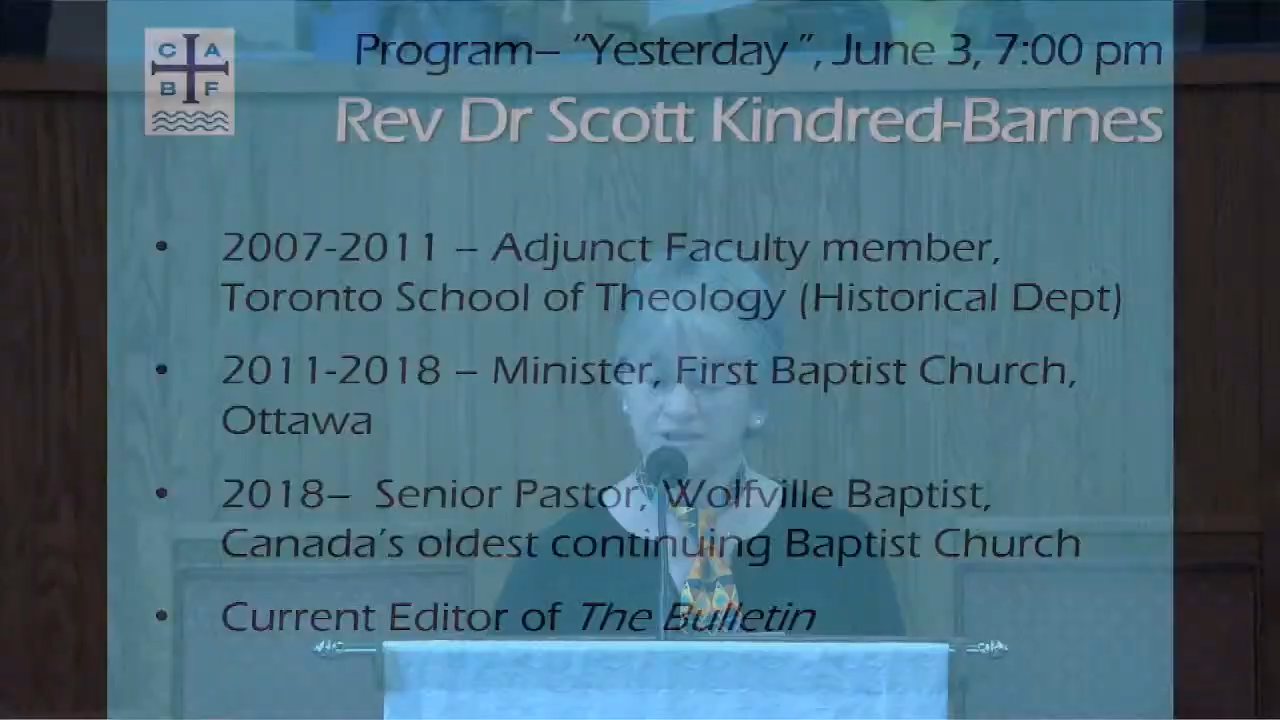 C A
B F
Program– “Yesterday ”, June 3, 7:00 pm
Rev Dr Scott Kindred-Barnes
• 2007-2011 – Adjunct Faculty member,
Toronto School of Theology (Historical Dept)
• 2011-2018 – Minister, First Baptist Church,
Ottawa
• 2018– Senior Pastor, Wolfville Baptist,
Canada’s oldest continuing Baptist Church
• Current Editor of The Bulletin